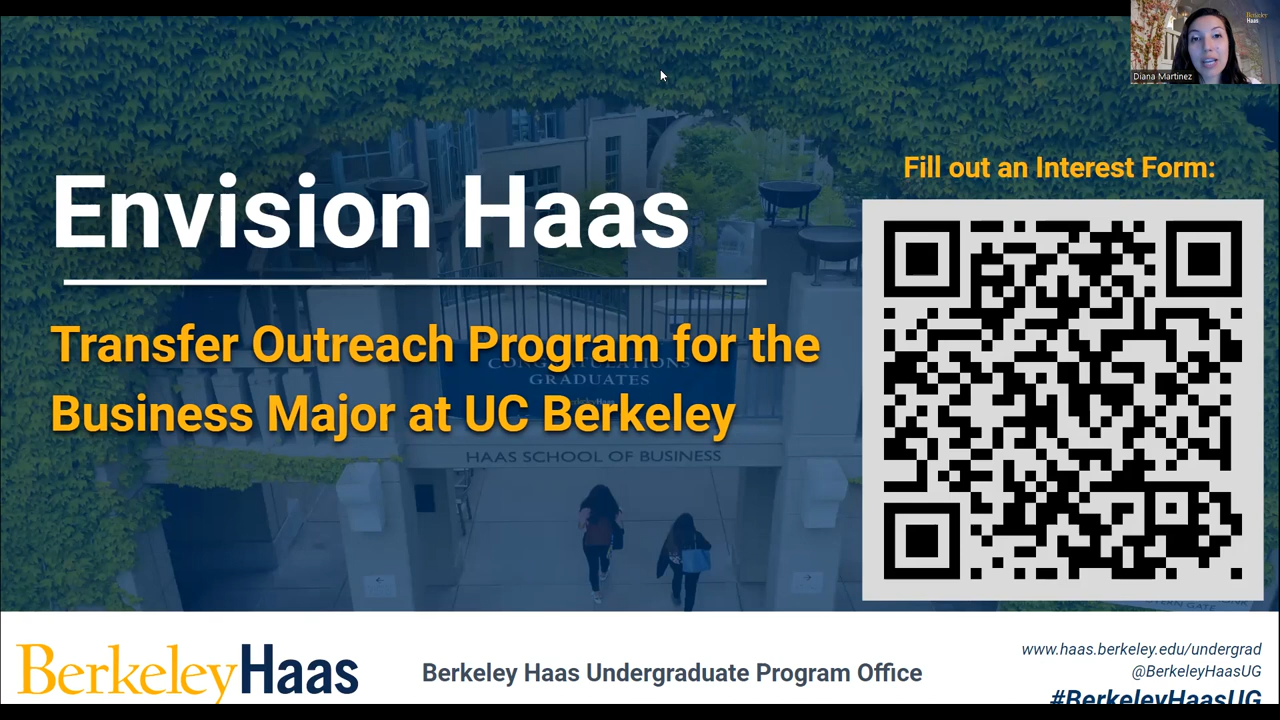 Berkeley
Haas
Diana Martinez
Fill out an Interest Form:
Envision Haas
Transfer Outreach Program for the
Business Major at UC Berkeley
CONGRATULATIONS
GRADUATES
HAAS SCHOOL OF BUSINESS
BerkeleyHaas
Berkeley Haas Undergraduate Program Office
www.haas.berkeley.edu/undergrad
@BerkeleyHaasUG
#BerkeleyHaasUG